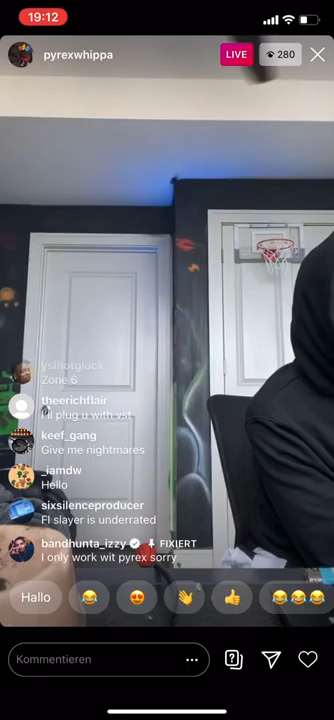 19:12
pyrexwhippa
LIVE
280
yslhotglock
Zone 6
theerichflair
I'll plug u with vst
keef_gang
Give me nightmares
_iamdw
Hello
sixsilenceproducer
Fl slayer is underrated
bandhunta_izzy FIXIERT
I only work wit pyrex sorry
Hallo
Kommentieren